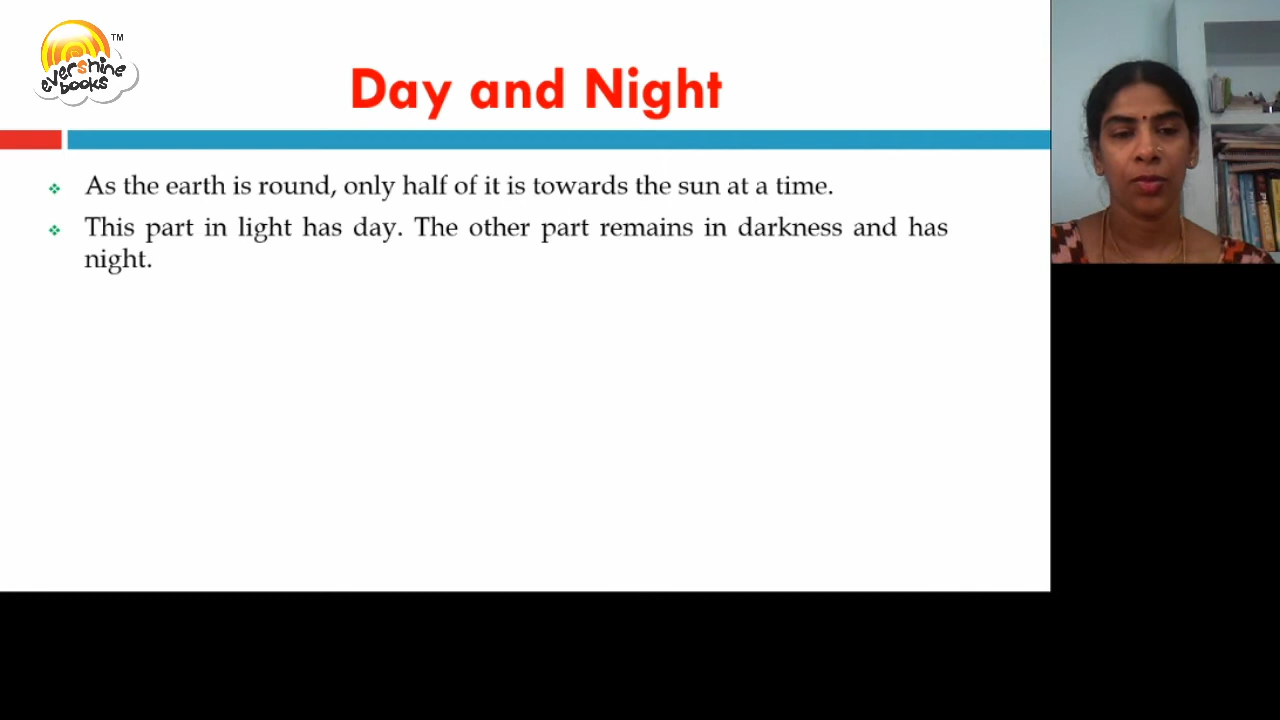 evershine
books
TM
Day and Night
As the earth is round, only half of it is towards the sun at a time.
This part in light has day. The other part remains in darkness and has
night.